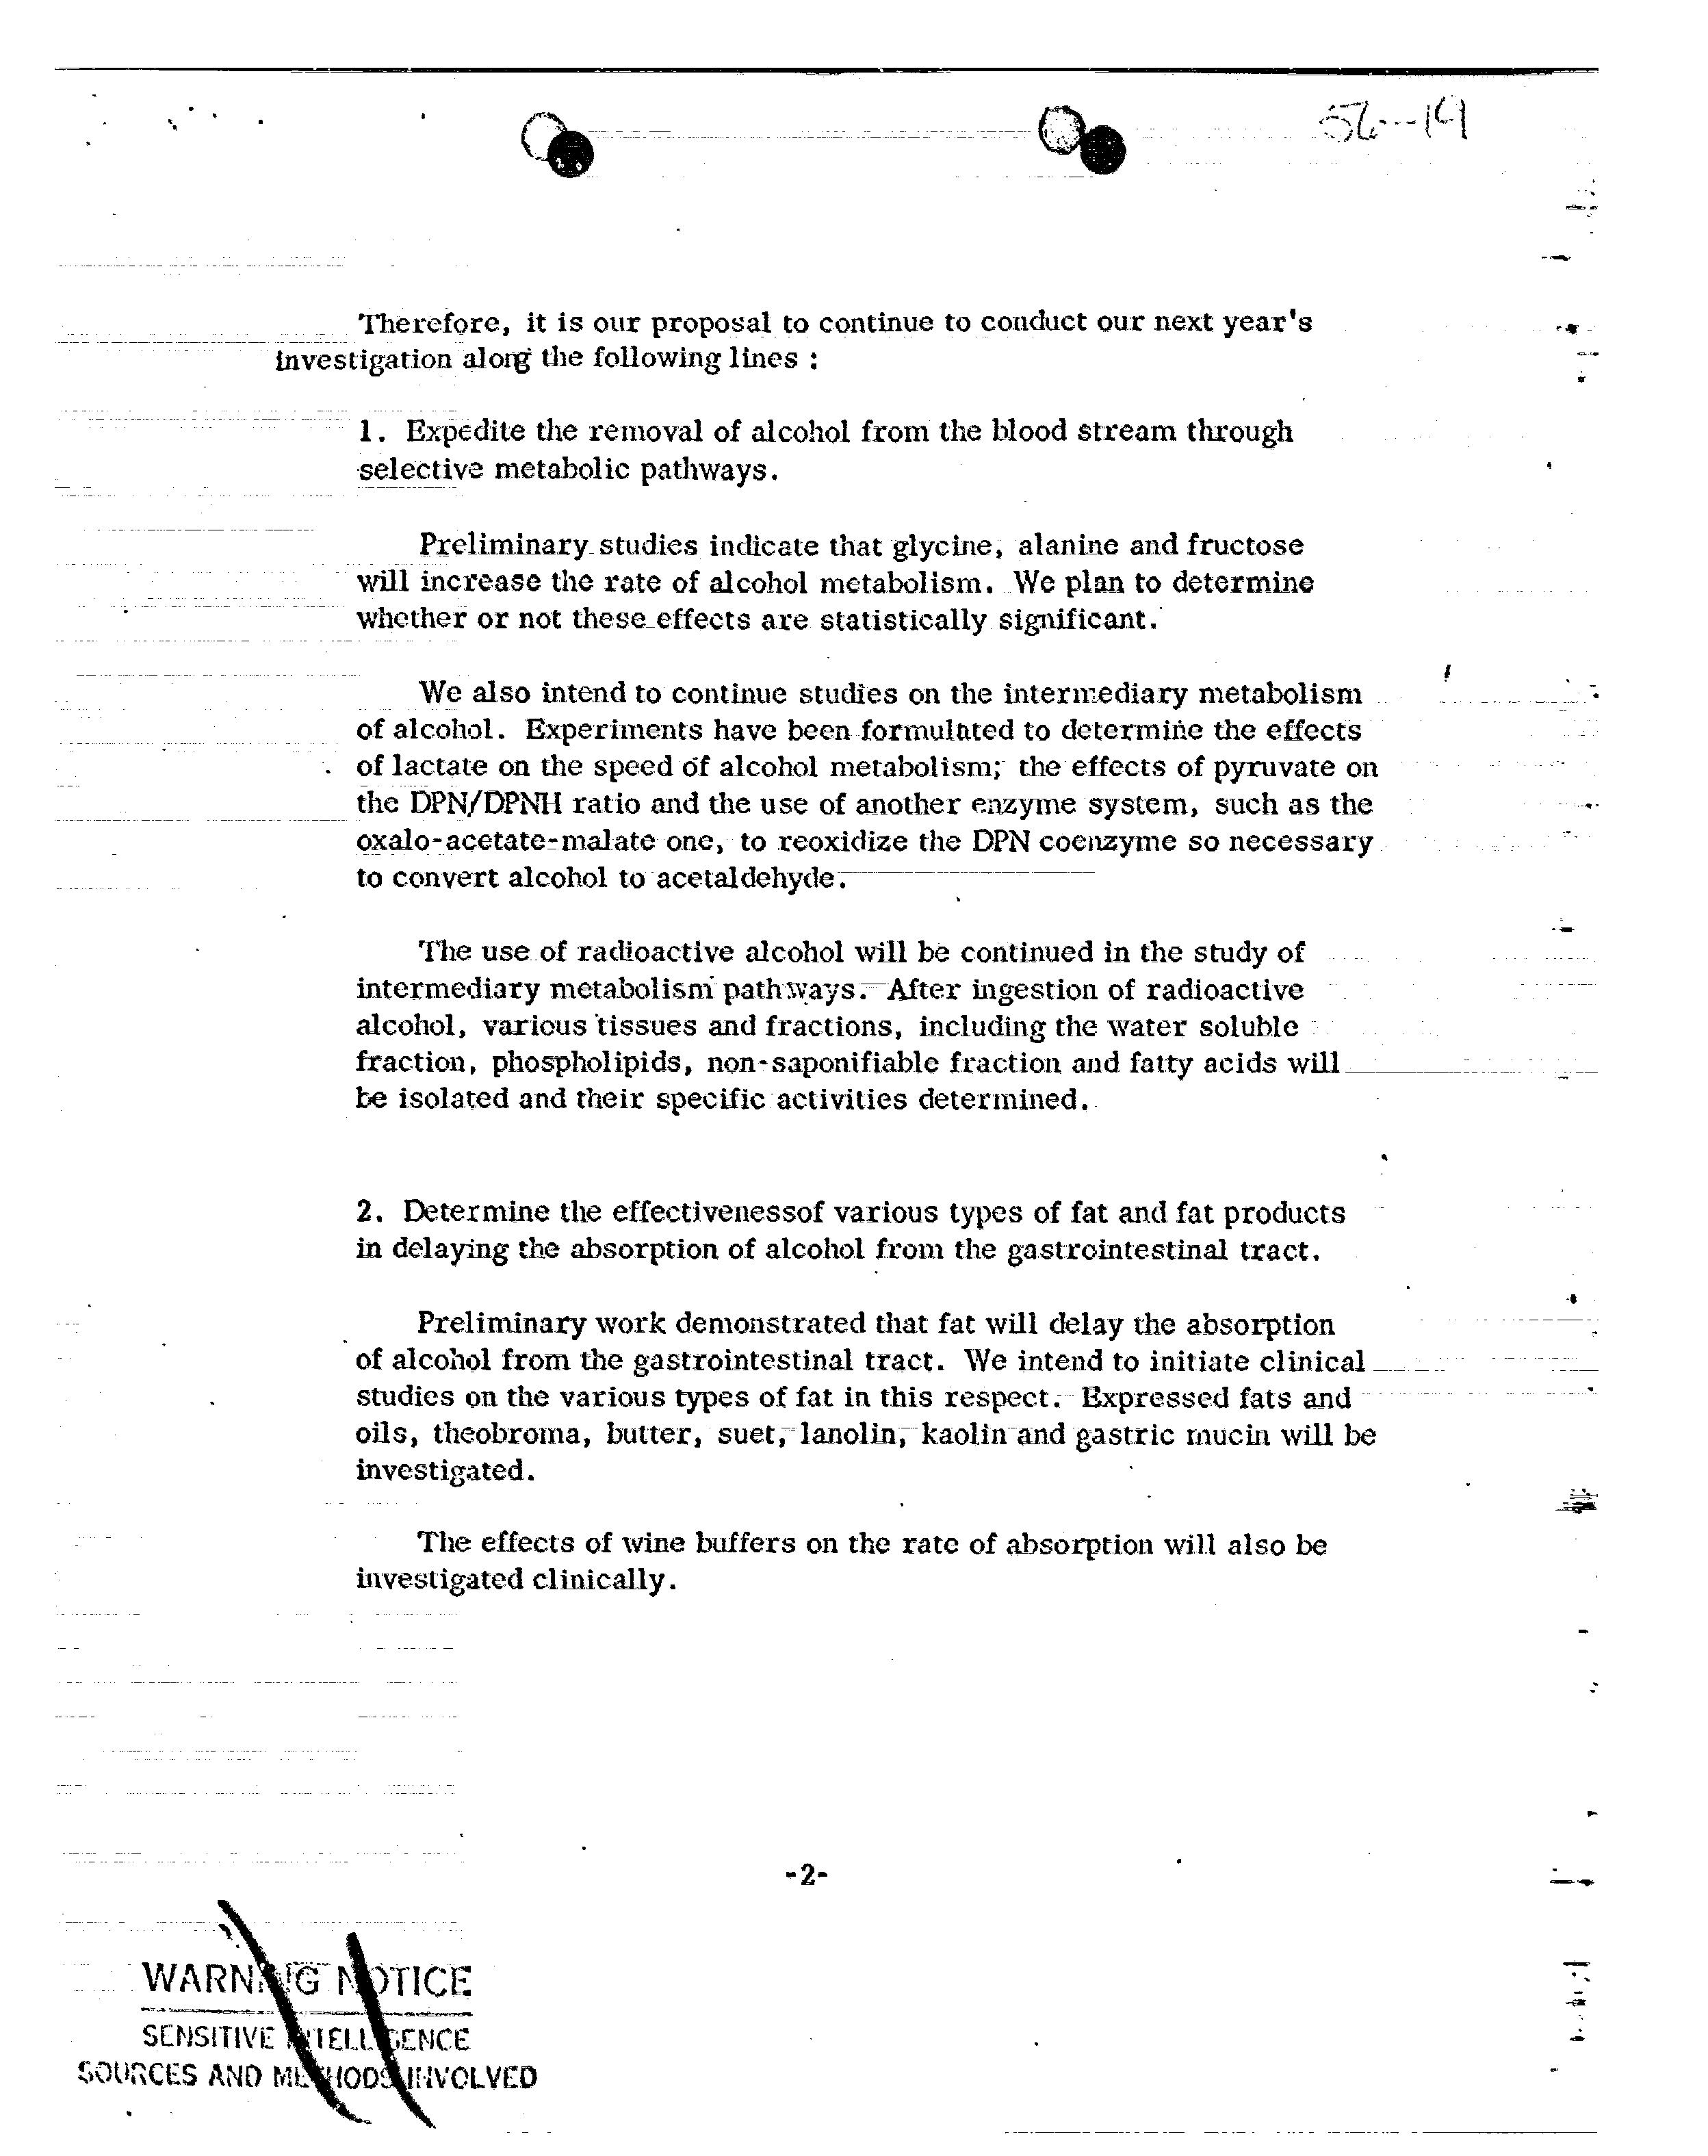 56--19
Therefore, it is our proposal to continue to conduct our next year's
investigation along the following lines :
1. Expedite the removal of alcohol from the blood stream through
selective metabolic pathways.
Preliminary studies indicate that glycine, alanine and fructose
will increase the rate of alcohol metabolism. We plan to determine
whether or not these effects are statistically significant.
We also intend to continue studies on the intermediary metabolism
of alcohol. Experiments have been formulated to determine the effects
of lactate on the speed of alcohol metabolism; the effects of pyruvate on
the DPN/DPNH ratio and the use of another enzyme system, such as the
oxalo-acetate-malate one, to reoxidize the DPN coenzyme so necessary
to convert alcohol to acetaldehyde.
The use of radioactive alcohol will be continued in the study of
intermediary metabolism pathways. After ingestion of radioactive
alcohol, various tissues and fractions, including the water soluble
fraction, phospholipids, non-saponifiable fraction and fatty acids will
be isolated and their specific activities determined.
2. Determine the effectivenessof various types of fat and fat products
in delaying the absorption of alcohol from the gastrointestinal tract.
Preliminary work demonstrated that fat will delay the absorption
of alcohol from the gastrointestinal tract. We intend to initiate clinical
studies on the various types of fat in this respect. Expressed fats and
oils, theobroma, butter, suet, lanolin, kaolin and gastric mucin will be
investigated.
The effects of wine buffers on the rate of absorption will also be
investigated clinically.
-2-
WARNING NOTICE
SENSITIVE INTELLIGENCE
SOURCES AND METHODS INVOLVED